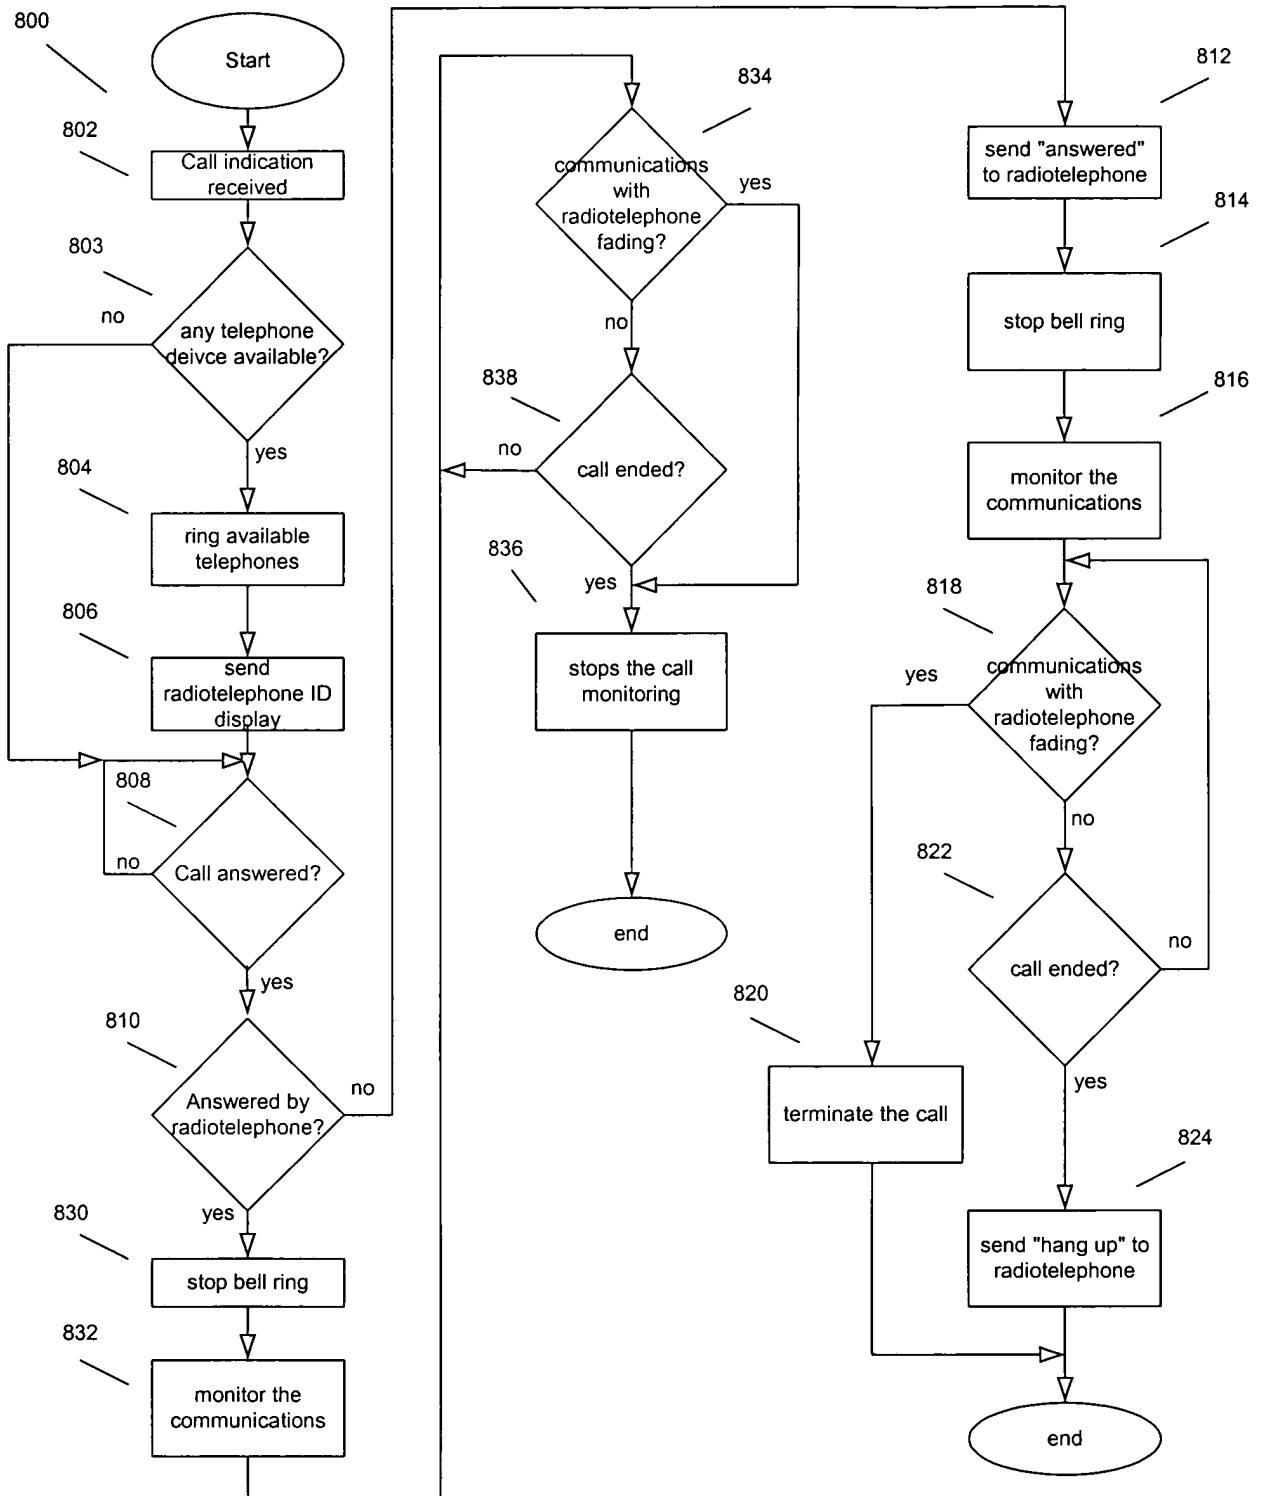 800
Start
802
Call indication
received
803
no
any telephone
deivce available?
yes
804
ring available
telephones
806
send
radiotelephone ID
display
808
no
Call answered?
yes
810
no
Answered by
radiotelephone?
yes
830
stop bell ring
832
monitor the
communications
834
communications
with
radiotelephone
fading?
yes
no
838
no
call ended?
836
yes
stops the call
monitoring
end
812
send "answered"
to radiotelephone
814
stop bell ring
816
monitor the
communications
818
yes
communications
with
radiotelephone
fading?
no
822
no
call ended?
820
yes
terminate the call
824
send "hang up" to
radiotelephone
end